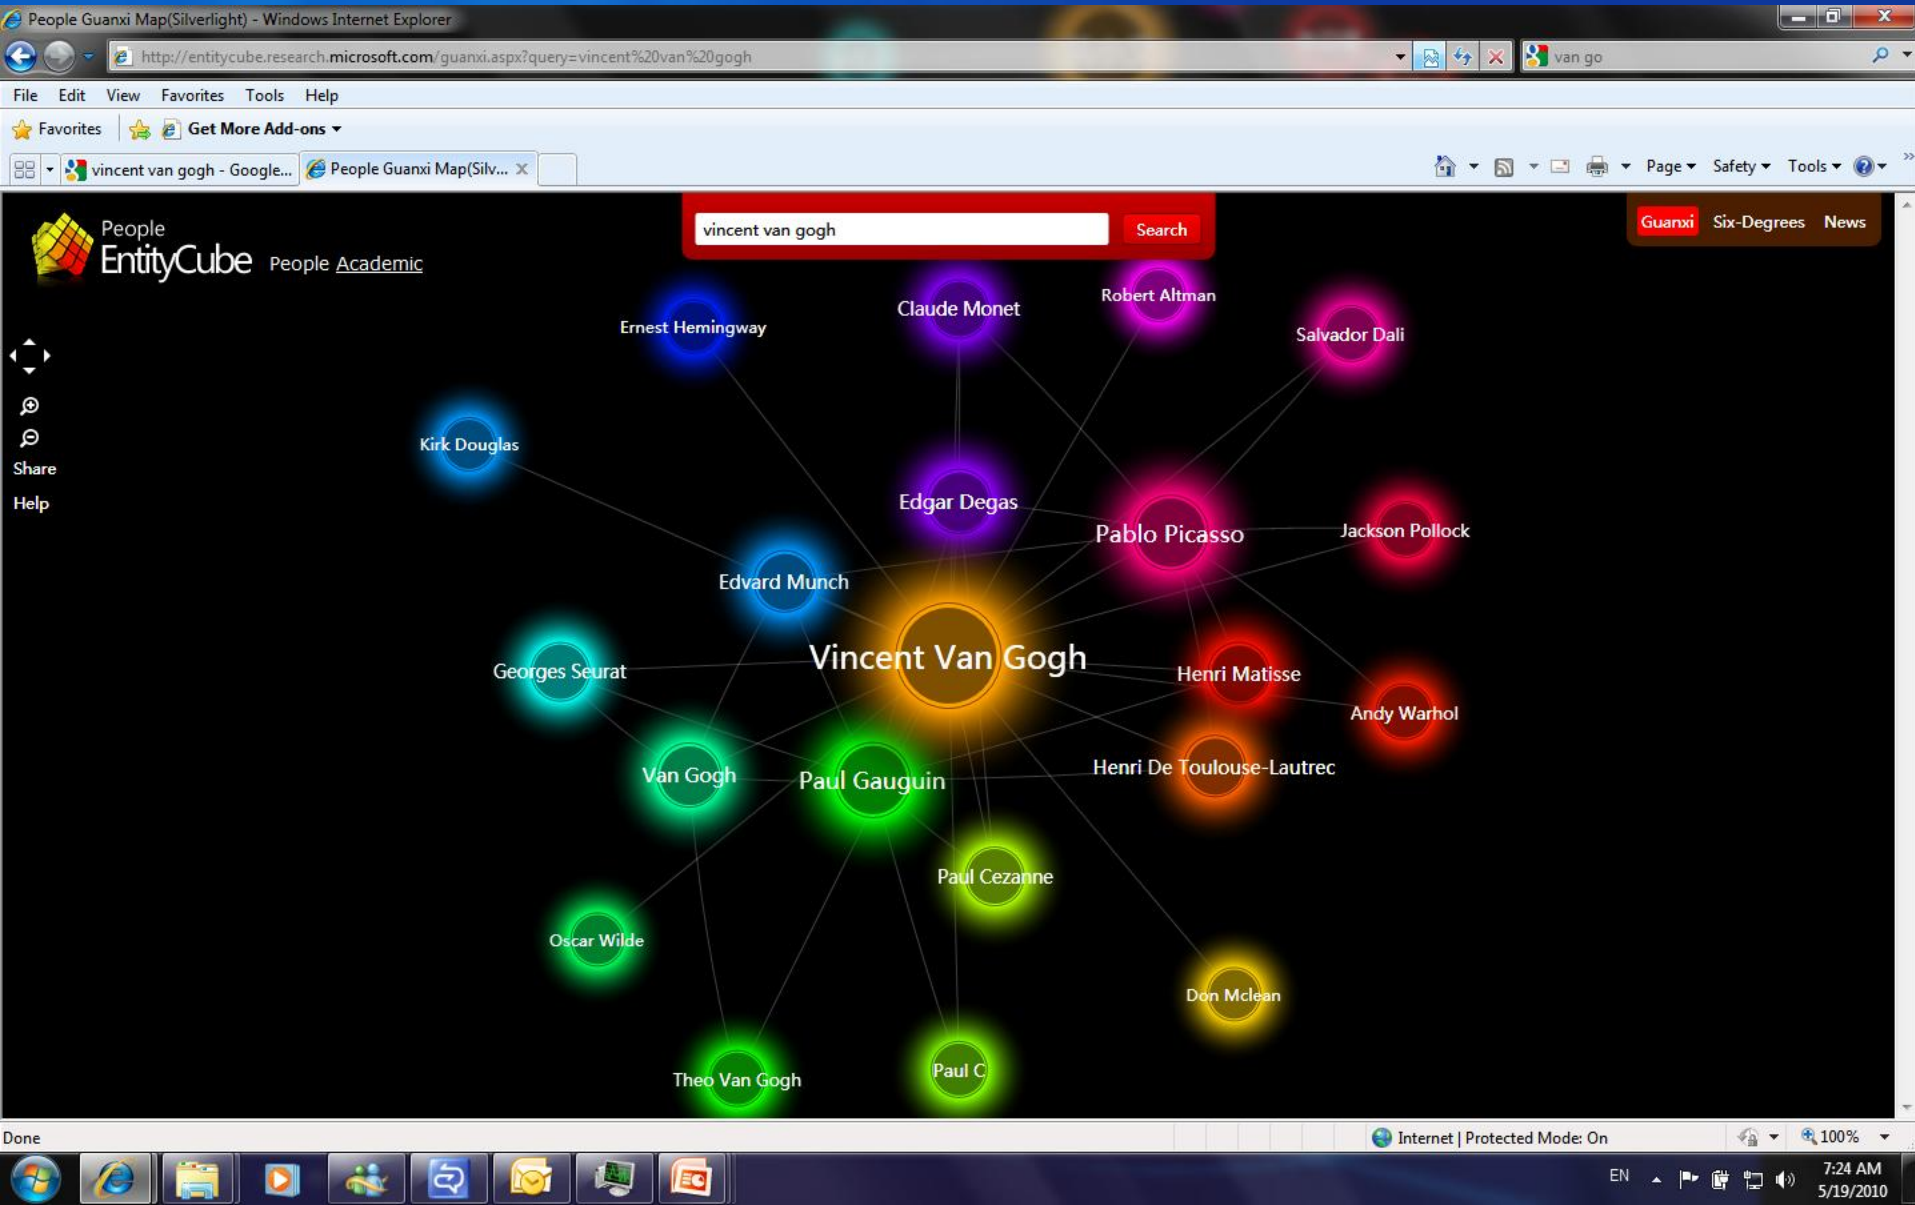 People Guanxi Map(Silverlight) - Windows Internet Explorer
http://entitycube.research.microsoft.com/guanxi.aspx?query=vincent%20van%20gogh
van go
File Edit View Favorites Tools Help
Favorites Get More Add-ons
vincent van gogh - Google...
People Guanxi Map(Silv...
Page Safety Tools
People
EntityCube People Academic
vincent van gogh Search
Guanxi Six-Degrees News
Share
Help
Robert Altman
Claude Monet
Ernest Hemingway
Salvador Dali
Kirk Douglas
Edgar Degas
Jackson Pollock
Pablo Picasso
Edvard Munch
Vincent Van Gogh
Georges Seurat
Henri Matisse
Andy Warhol
Henri De Toulouse-Lautrec
Van Gogh
Paul Gauguin
Paul Cezanne
Oscar Wilde
Don Mclean
Paul C
Theo Van Gogh
Done
Internet | Protected Mode: On
100%
EN
7:24 AM
5/19/2010